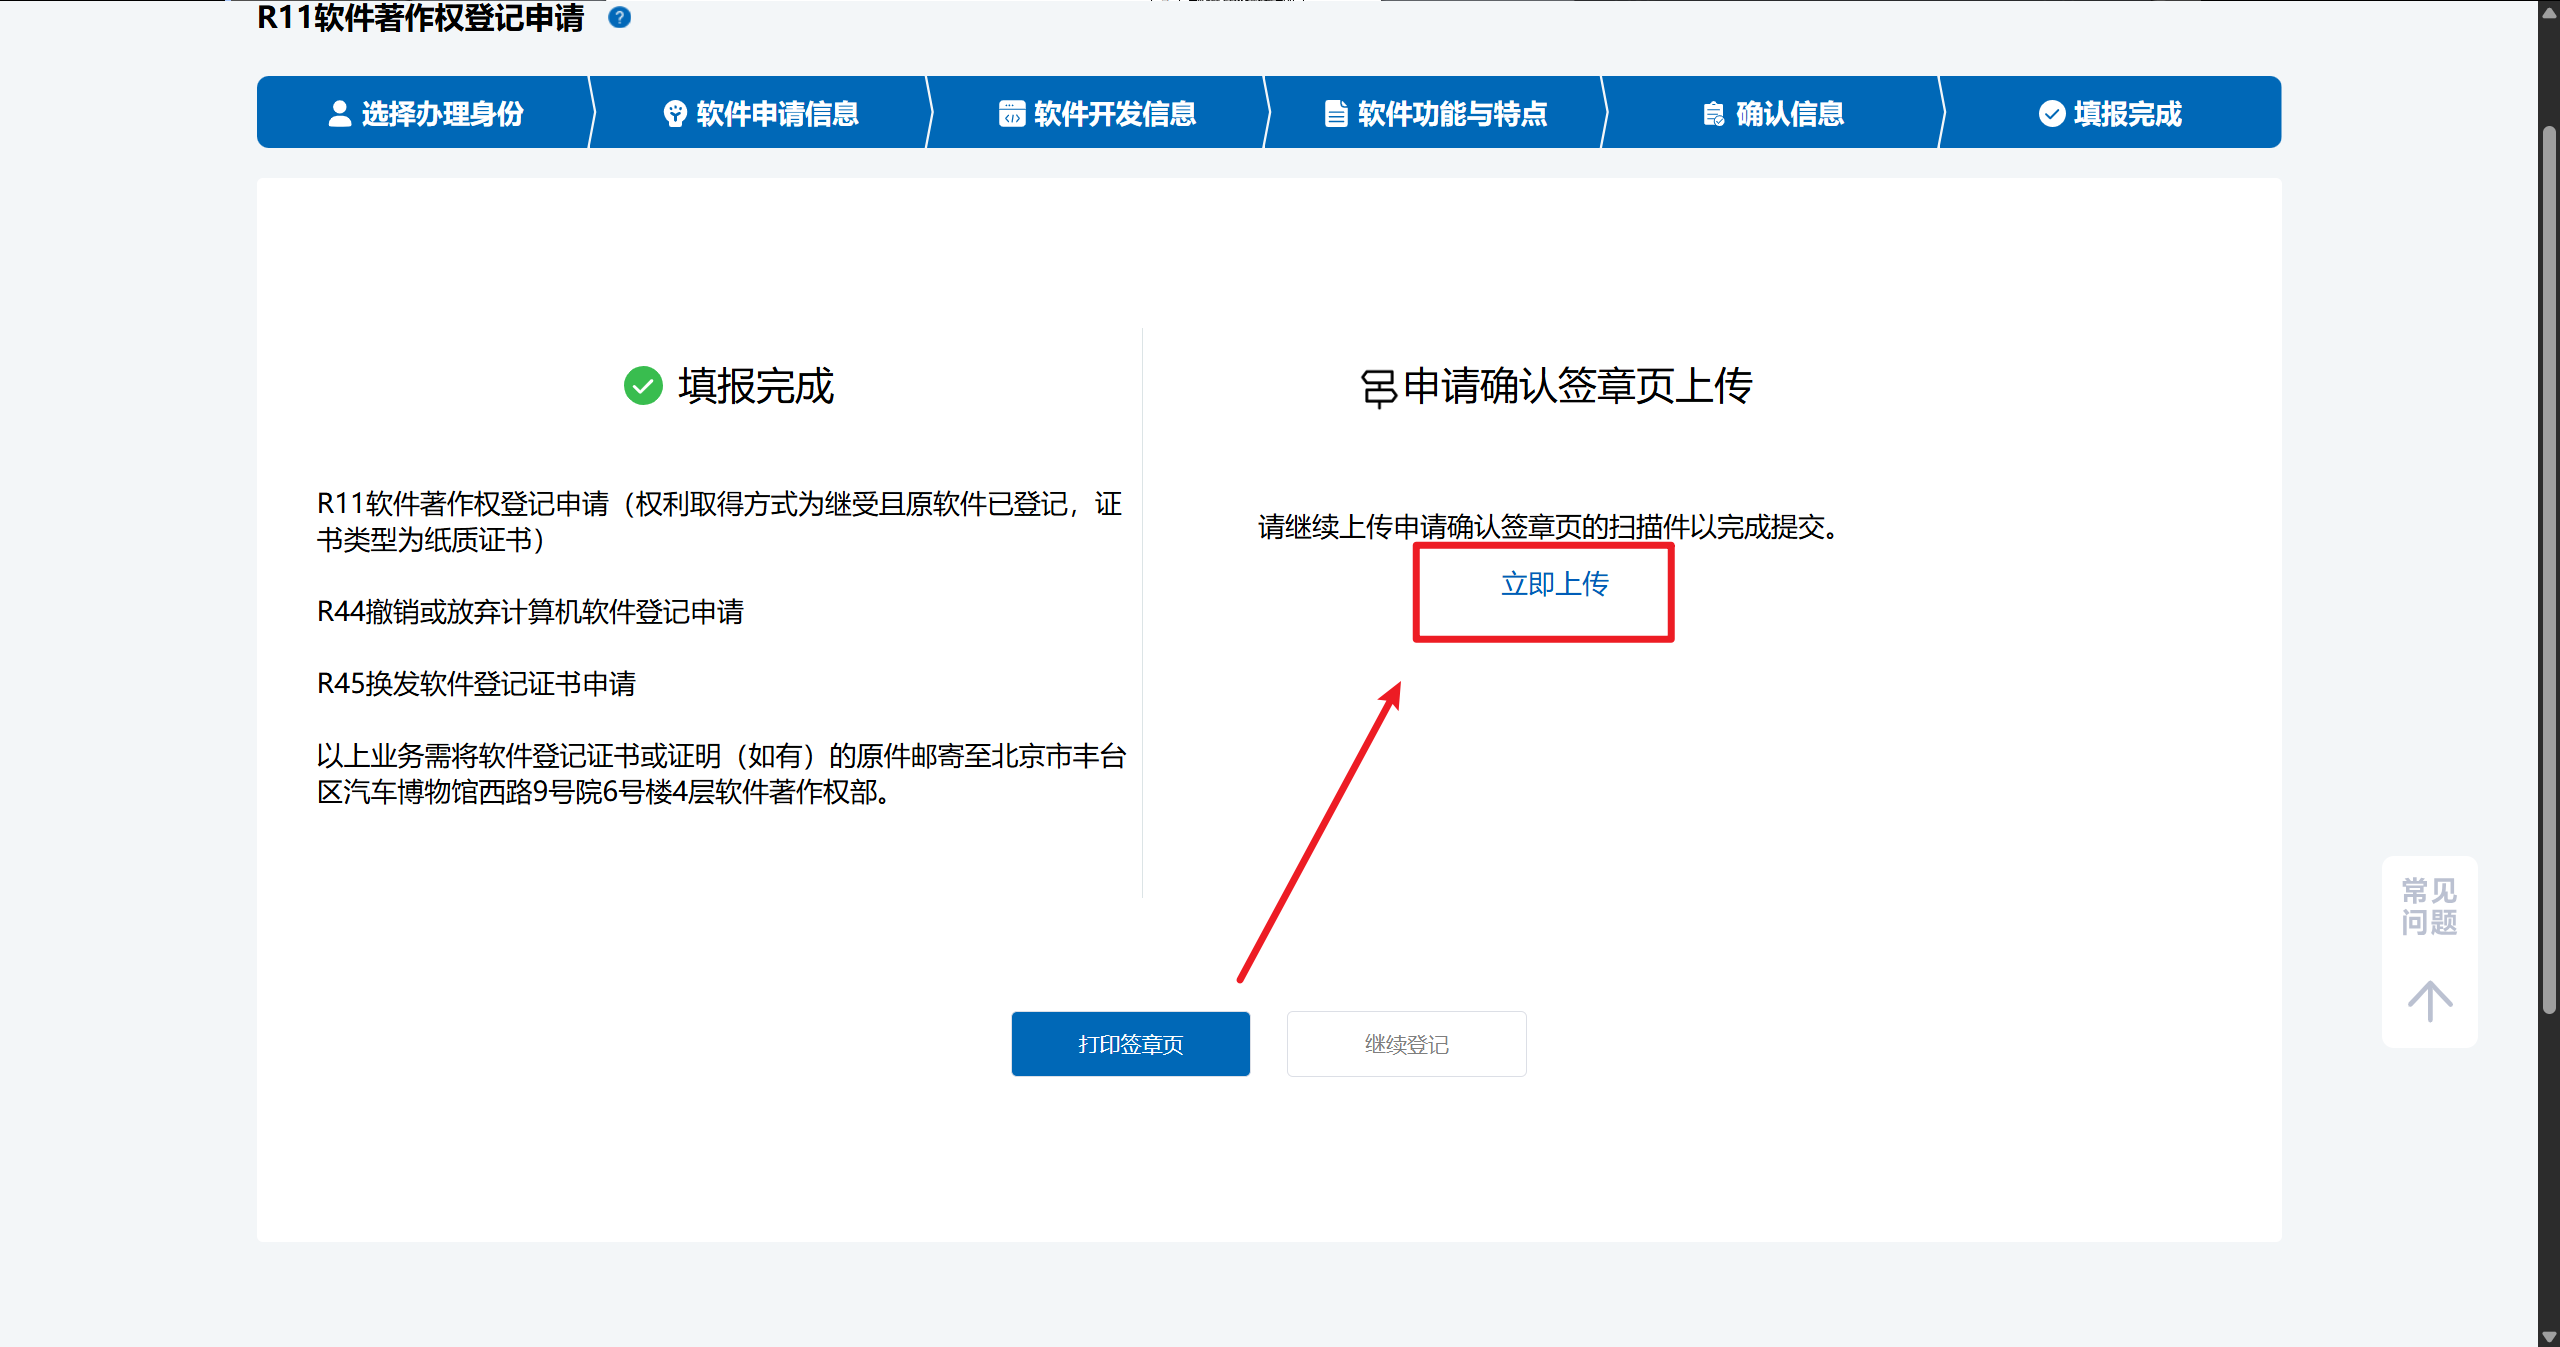 R11软件著作权登记申请 ?
选择办理身份
软件申请信息
软件开发信息
软件功能与特点
确认信息
填报完成
填报完成
R11软件著作权登记申请（权利取得方式为继受且原软件已登记，证
书类型为纸质证书）
R44撤销或放弃计算机软件登记申请
R45换发软件登记证书申请
以上业务需将软件登记证书或证明（如有）的原件邮寄至北京市丰台
区汽车博物馆西路9号院6号楼4层软件著作权部。
申请确认签章页上传
请继续上传申请确认签章页的扫描件以完成提交。
立即上传
打印签章页
继续登记
常见
问题